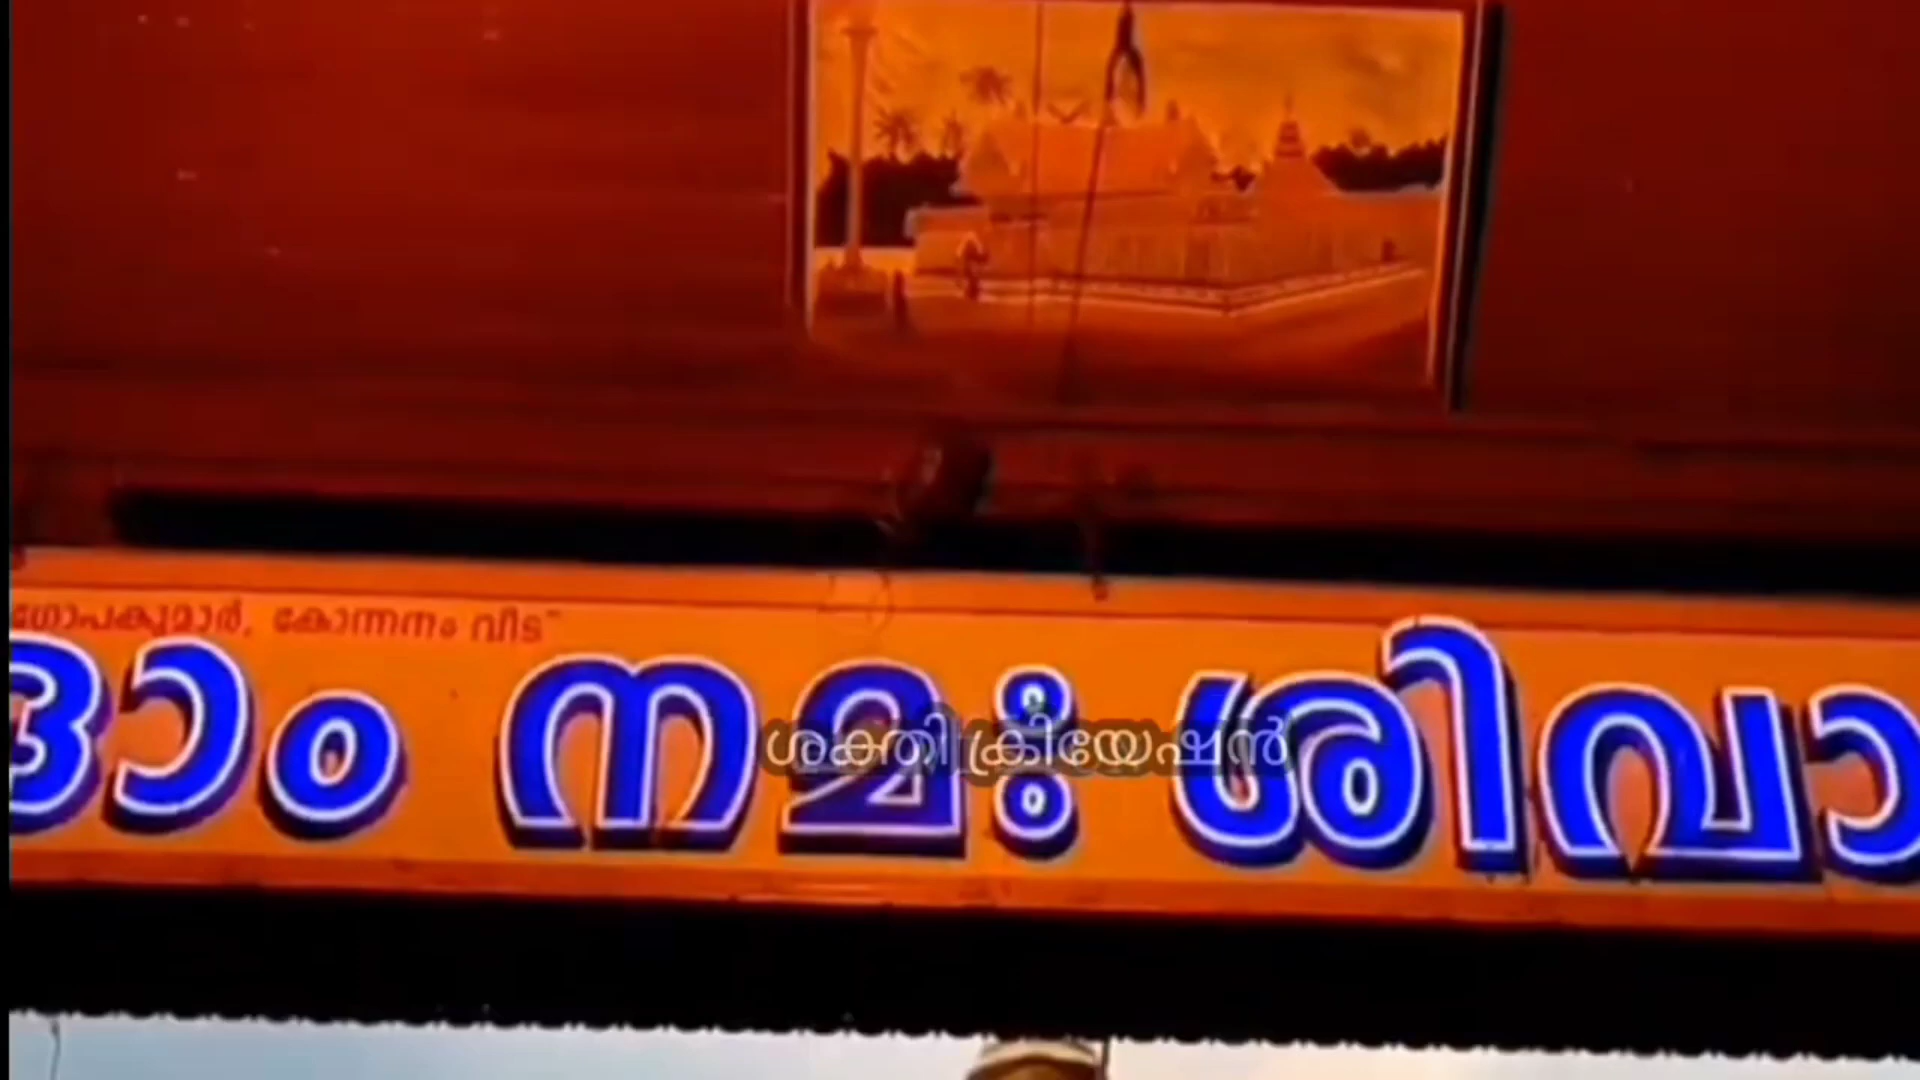 ഗോപകുമാർ, കോന്നനം വീട്
ഓം നമഃ ശിവാ
ശക്തി ക്രിയേഷൻ